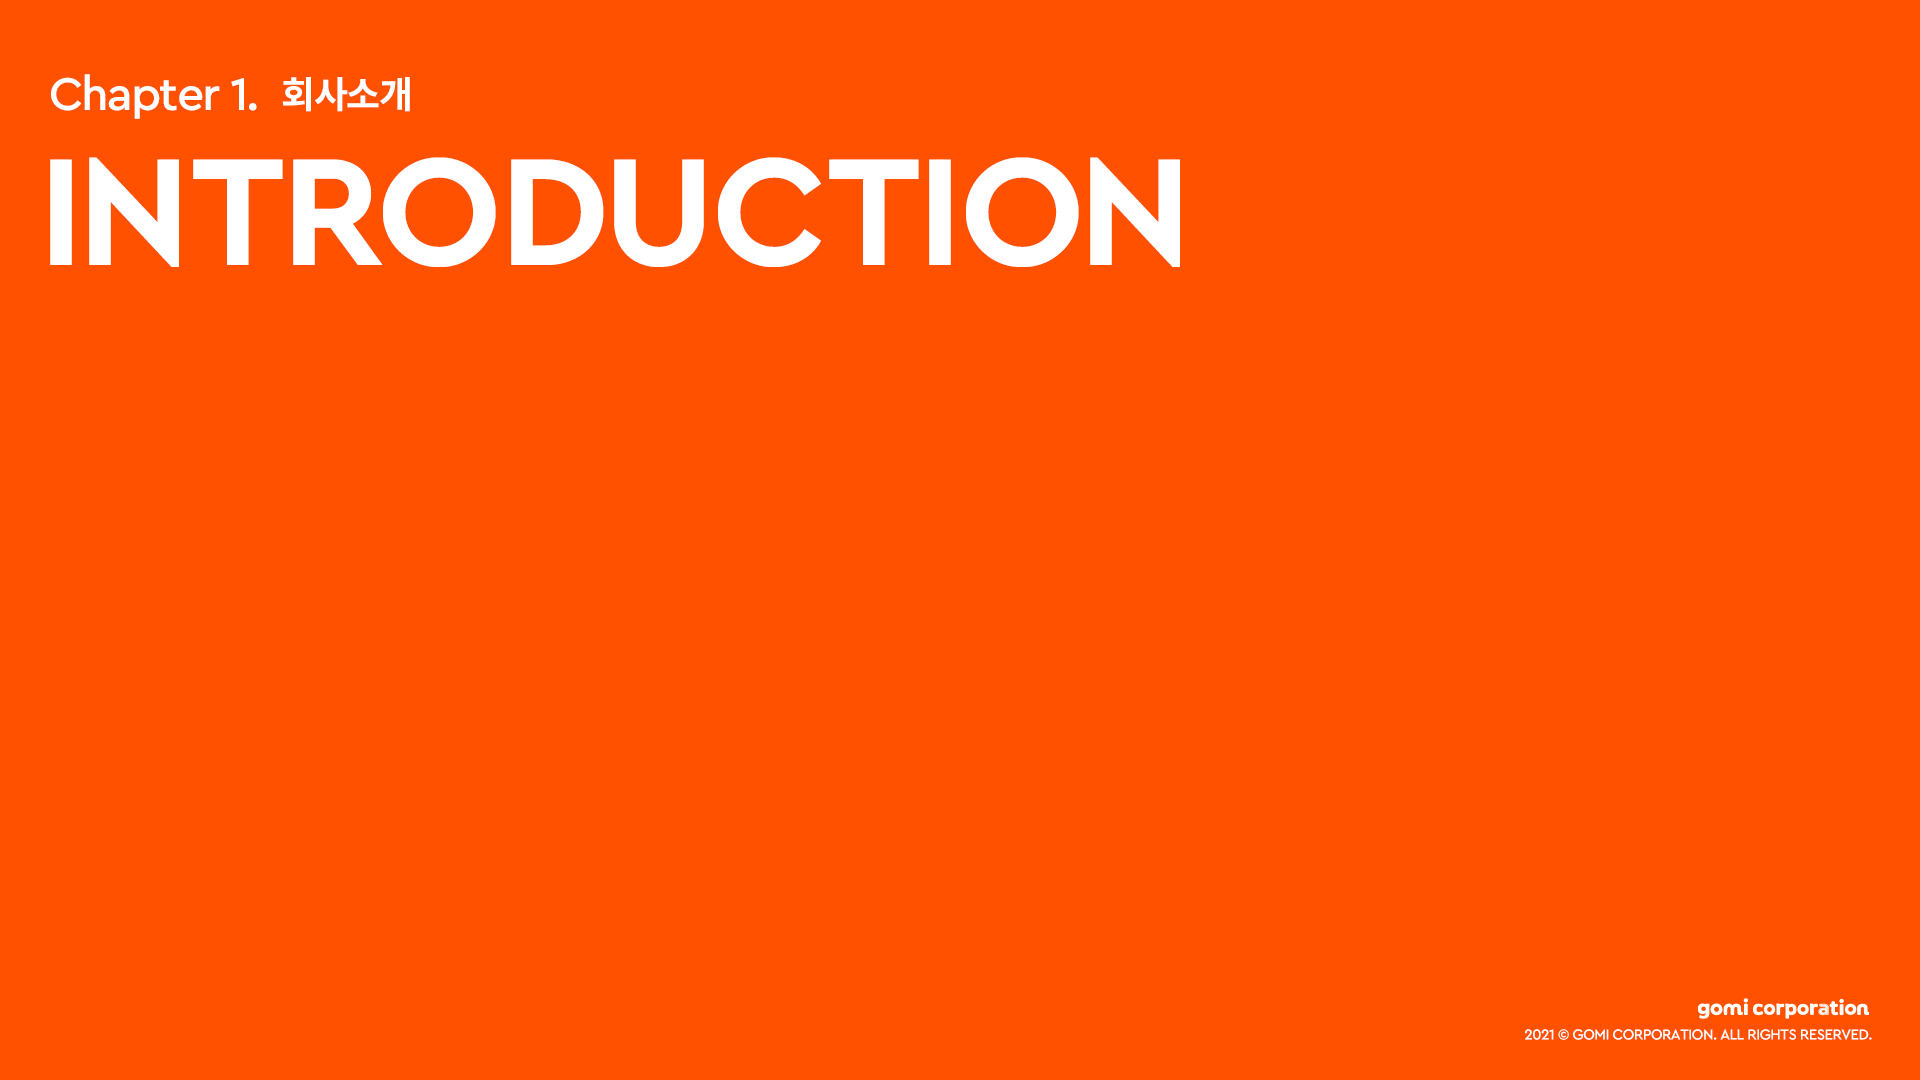 Chapter 1. 회사소개
INTRODUCTION
gomi corporation
2021 © GOMI CORPORATION. ALL RIGHTS RESERVED.